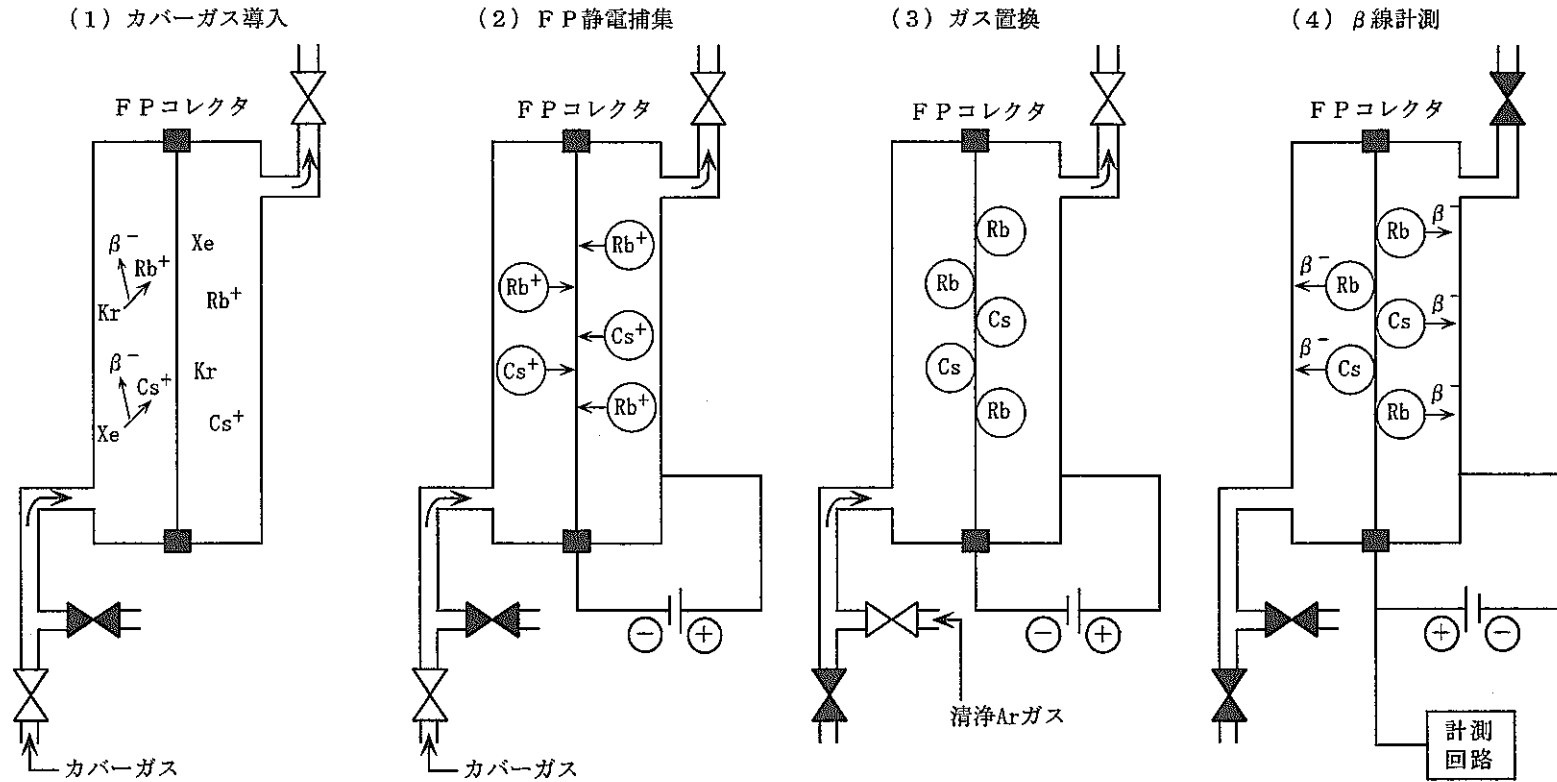 (1) カバーガス導入
FPコレクタ
β⁻
Rb⁺
Kr
β⁻
Cs⁺
Xe
Xe
Rb⁺
Kr
Cs⁺
カバーガス
(2) FP静電捕集
FPコレクタ
Rb⁺
Rb⁺
Cs⁺
Cs⁺
Rb⁺
− +
カバーガス
(3) ガス置換
FPコレクタ
Rb
Rb
Cs
Cs
Rb
− +
清浄Arガス
(4) β線計測
FPコレクタ
Rb β⁻
β⁻ Rb
Cs β⁻
β⁻ Cs
Rb β⁻
+ −
計測
回路